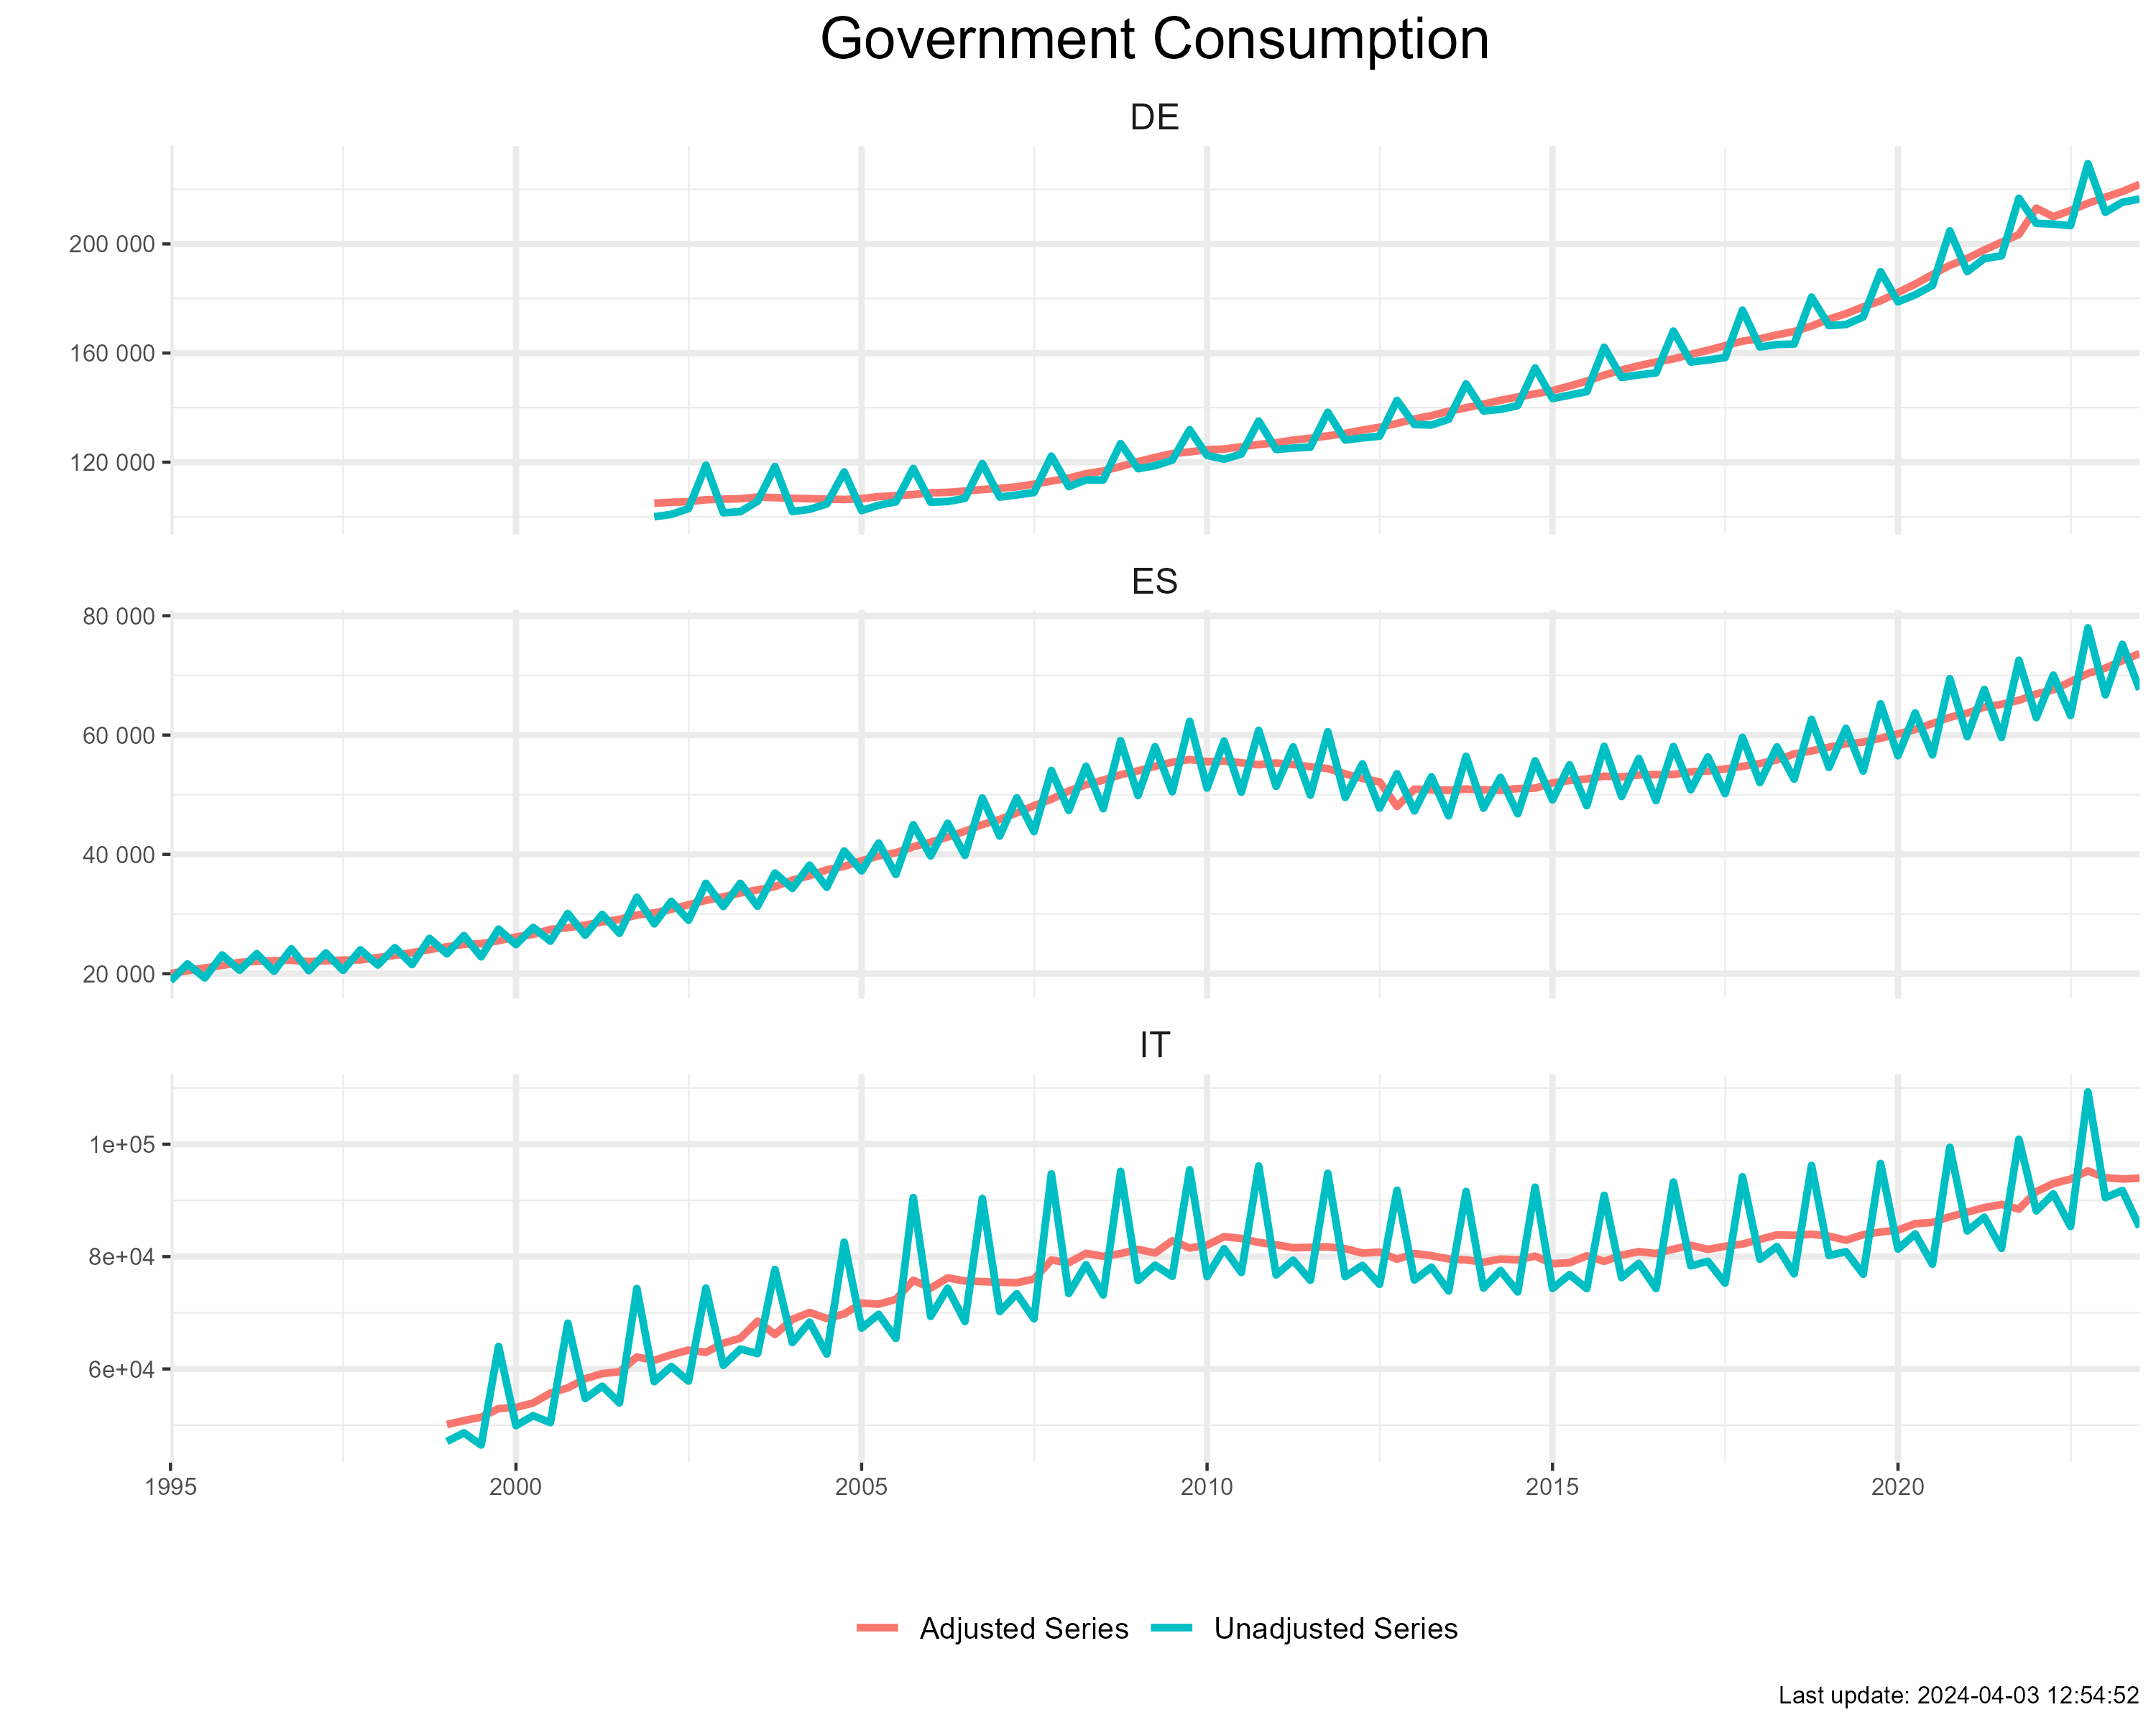 Government Consumption
DE
200 000
160 000
120 000
ES
80 000
60 000
40 000
20 000
IT
1e+05
8e+04
6e+04
1995 2000 2005 2010 2015 2020
Adjusted Series Unadjusted Series
Last update: 2024-04-03 12:54:52